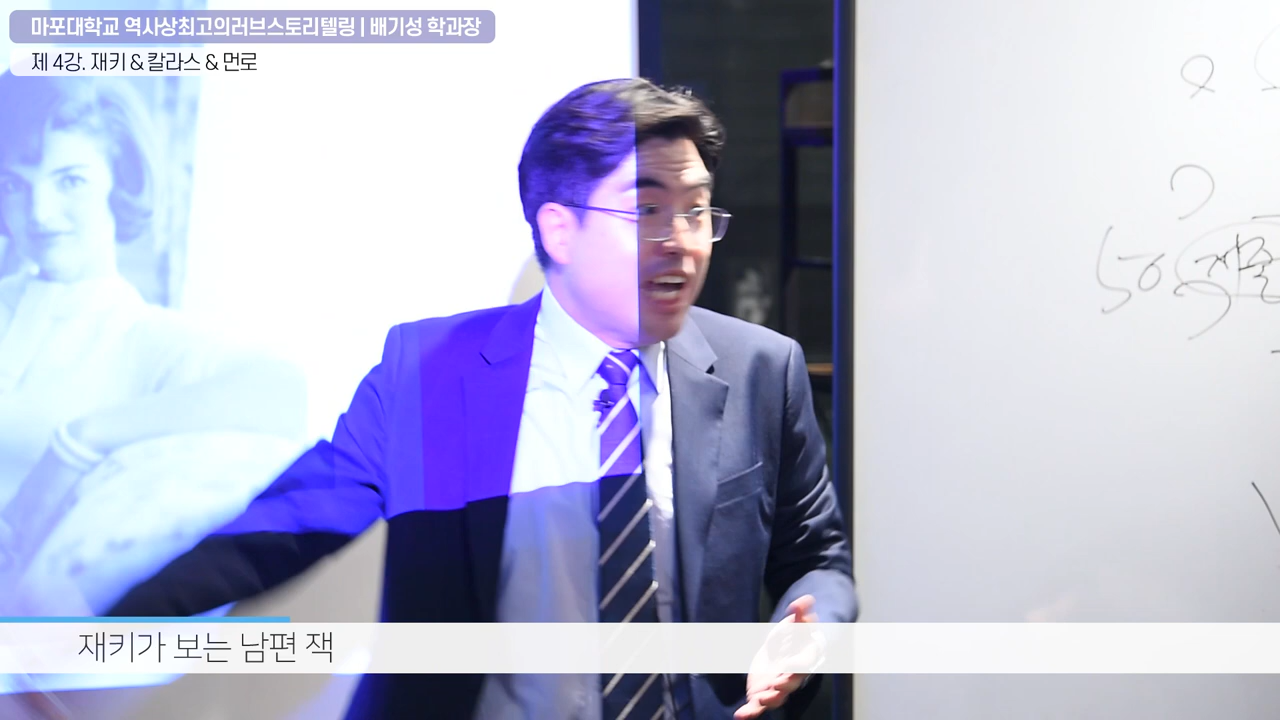 마포대학교 역사상최고의러브스토리텔링 | 배기성 학과장
제 4강. 재키 & 칼라스 & 먼로
50
재키가 보는 남편 잭